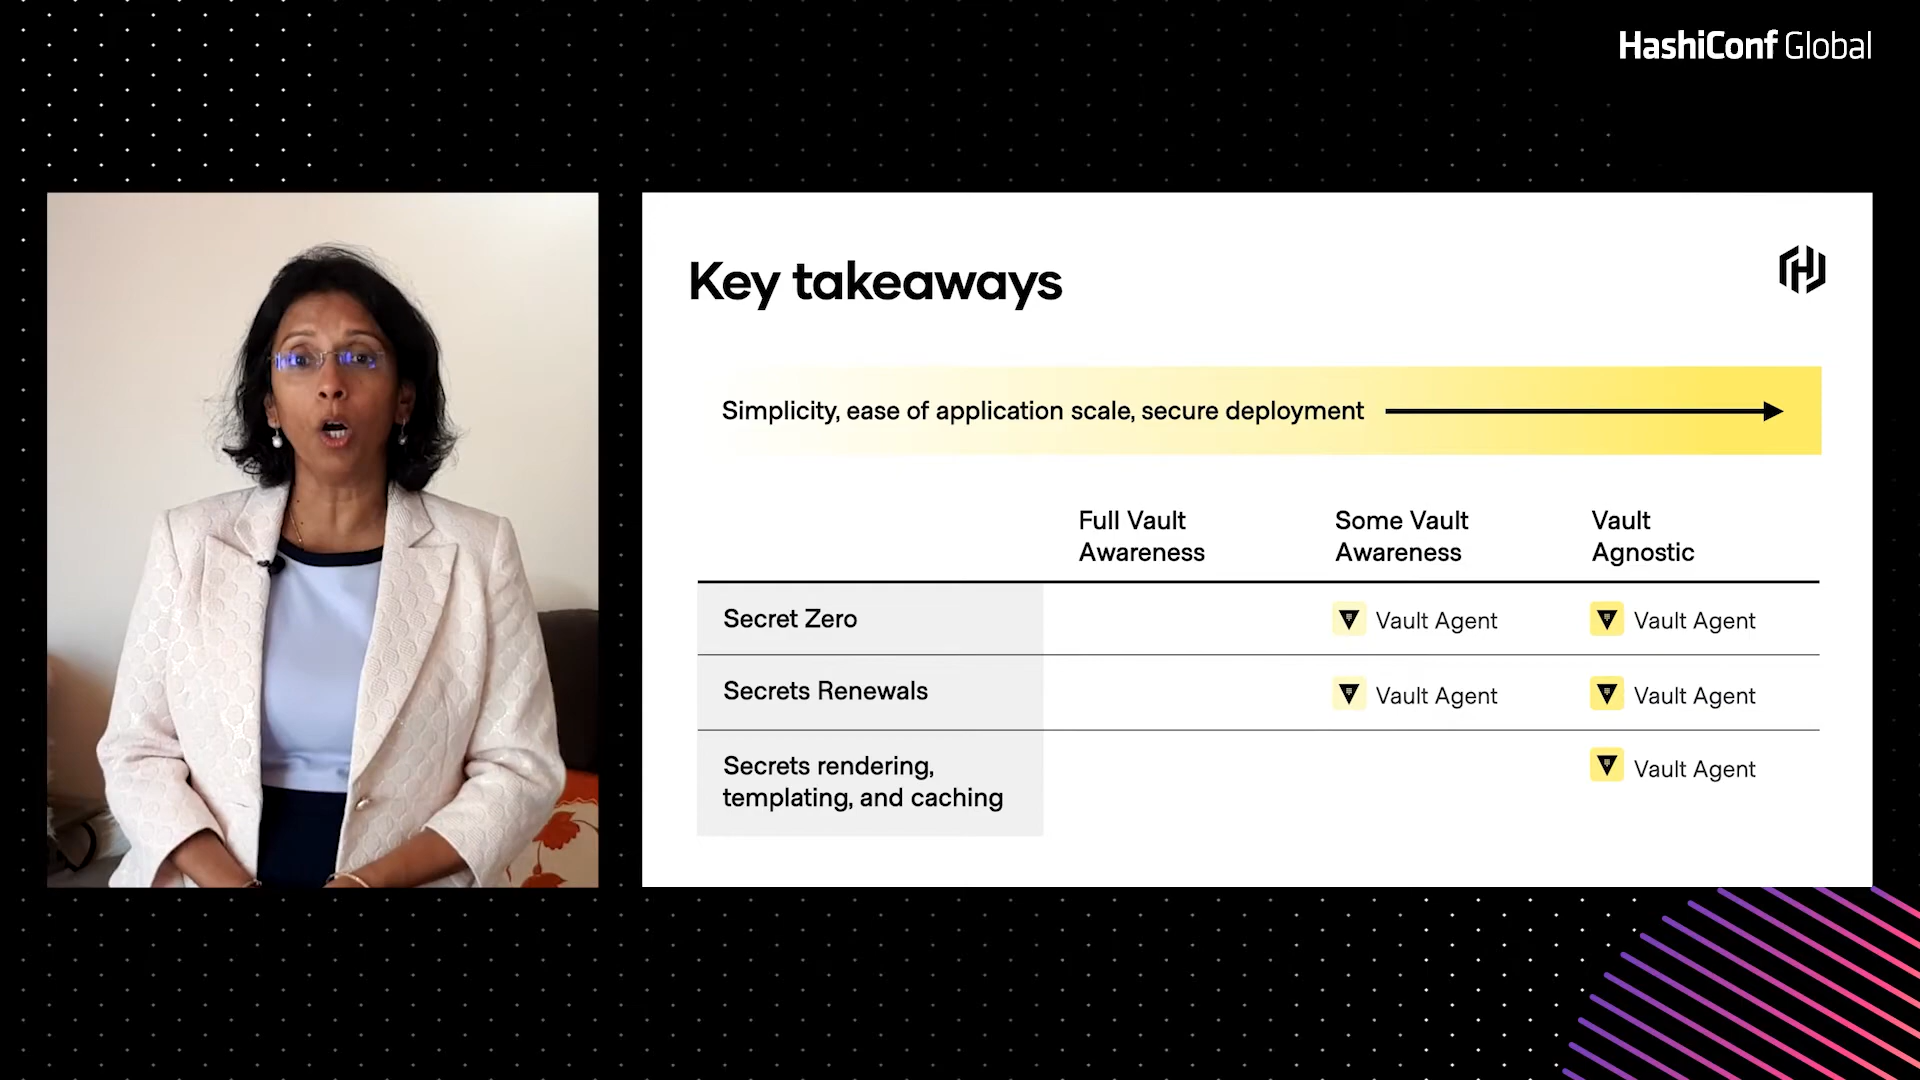 HashiConf Global
Key takeaways
Simplicity, ease of application scale, secure deployment
Full Vault
Awareness
Some Vault
Awareness
Vault
Agnostic
Secret Zero
Vault Agent
Vault Agent
Secrets Renewals
Vault Agent
Vault Agent
Secrets rendering,
templating, and caching
Vault Agent